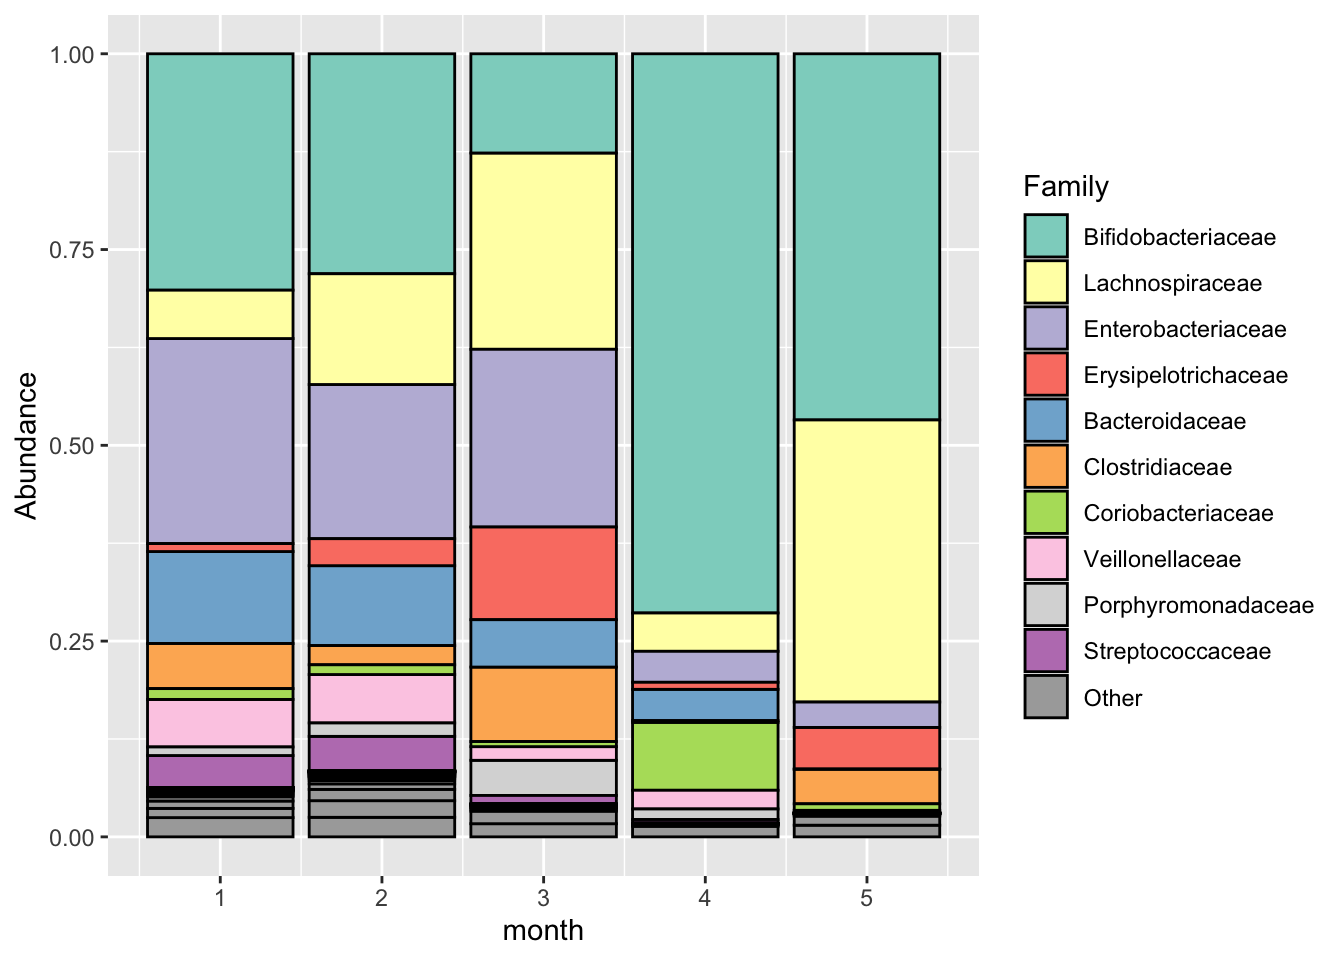 1.00
0.75
0.50
0.25
0.00
Abundance
1 2 3 4 5
month
Family
Bifidobacteriaceae
Lachnospiraceae
Enterobacteriaceae
Erysipelotrichaceae
Bacteroidaceae
Clostridiaceae
Coriobacteriaceae
Veillonellaceae
Porphyromonadaceae
Streptococcaceae
Other